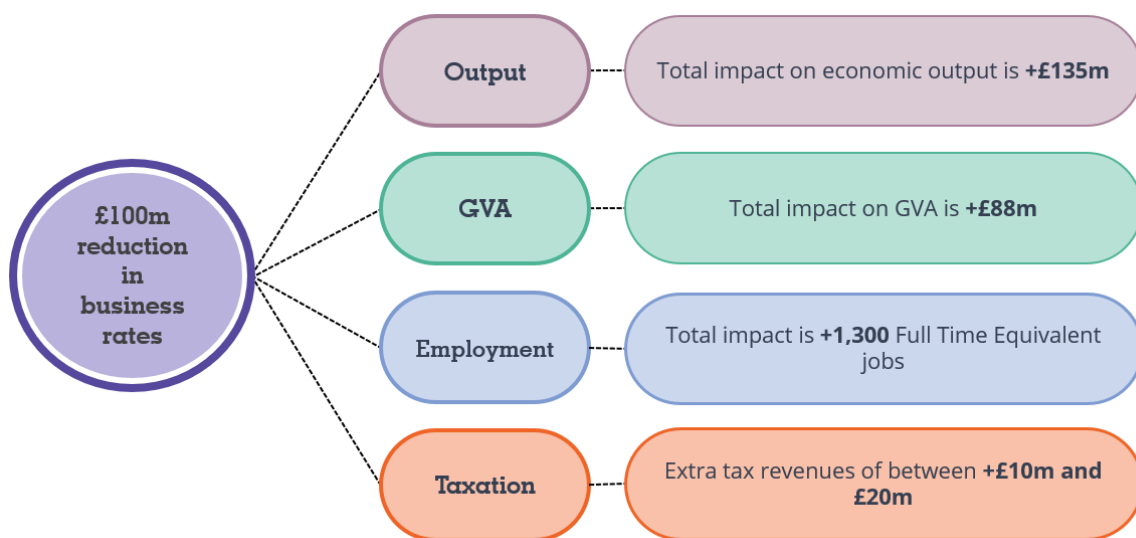 £100m
reduction
in
business
rates
Output
Total impact on economic output is +£135m
GVA
Total impact on GVA is +£88m
Employment
Total impact is +1,300 Full Time Equivalent
jobs
Taxation
Extra tax revenues of between +£10m and
£20m